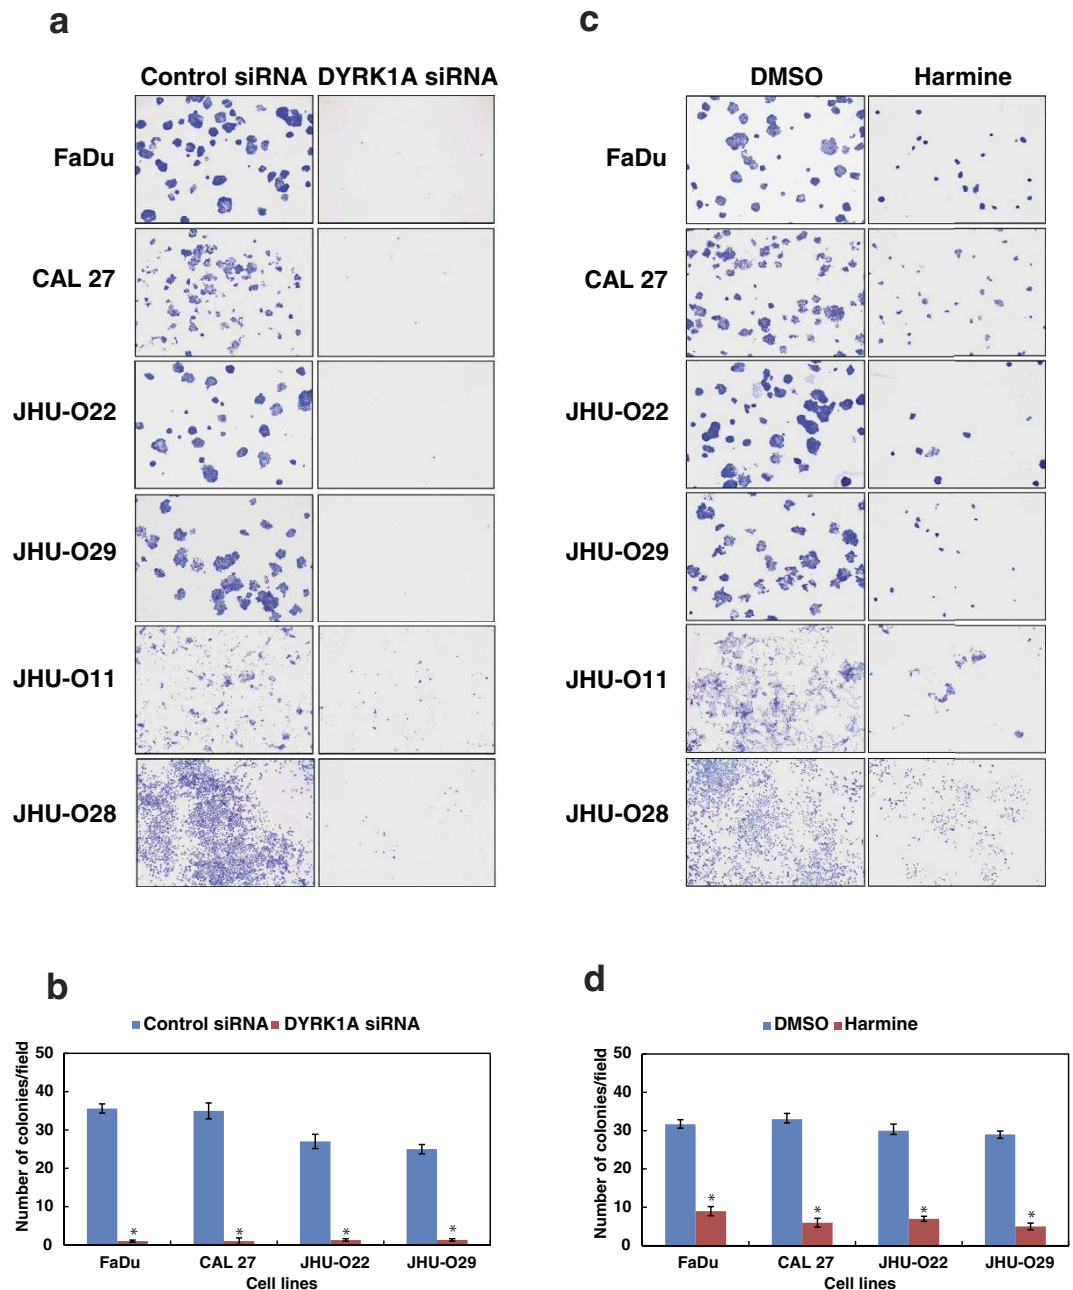 a
Control siRNA DYRK1A siRNA
FaDu
CAL 27
JHU-O22
JHU-O29
JHU-O11
JHU-O28
c
DMSO Harmine
FaDu
CAL 27
JHU-O22
JHU-O29
JHU-O11
JHU-O28
b
Control siRNA DYRK1A siRNA
Number of colonies/field
50
40
30
20
10
0
* * * *
FaDu CAL 27 JHU-O22 JHU-O29
Cell lines
d
DMSO Harmine
Number of colonies/field
50
40
30
20
10
0
* * * *
FaDu CAL 27 JHU-O22 JHU-O29
Cell lines